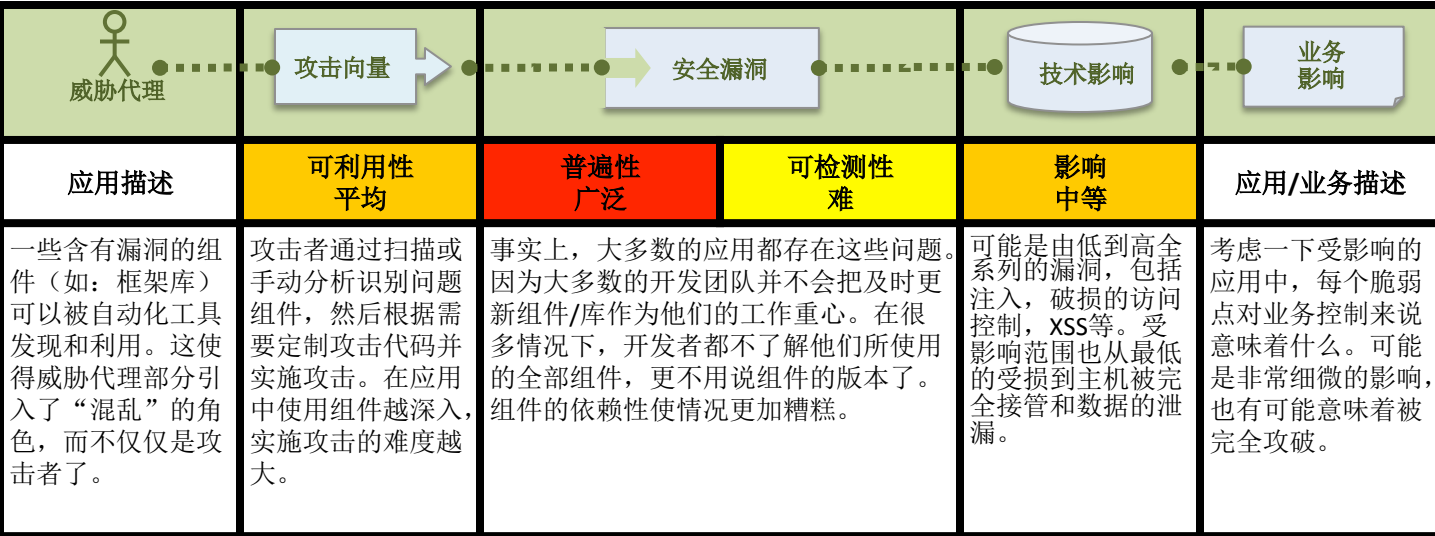 威胁代理
攻击向量
安全漏洞
技术影响
业务
影响
应用描述
可利用性
平均
普遍性
广泛
可检测性
难
影响
中等
应用/业务描述
一些含有漏洞的组
件（如：框架库）
可以被自动化工具
发现和利用。这使
得威胁代理部分引
入了“混乱”的角
色，而不仅仅是攻
击者了。
攻击者通过扫描或
手动分析识别问题
组件，然后根据需
要定制攻击代码并
实施攻击。在应用
中使用组件越深入，
实施攻击的难度越
大。
事实上，大多数的应用都存在这些问题。
因为大多数的开发团队并不会把及时更
新组件/库作为他们的工作重心。在很
多情况下，开发者都不了解他们所使用
的全部组件，更不用说组件的版本了。
组件的依赖性使情况更加糟糕。
可能是由低到高全
系列的漏洞，包括
注入，破损的访问
控制，XSS等。受
影响范围也从最低
的受损到主机被完
全接管和数据的泄
漏。
考虑一下受影响的
应用中，每个脆弱
点对业务控制来说
意味着什么。可能
是非常细微的影响，
也有可能意味着被
完全攻破。